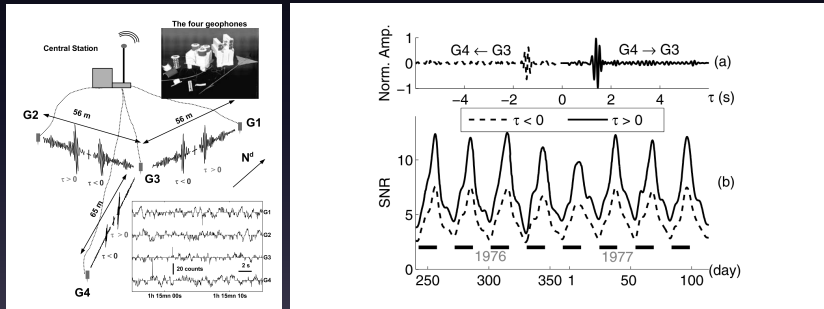 The four geophones
Central Station
G2
56 m
56 m
G1
τ > 0
τ < 0
G3
τ < 0
τ > 0
N^d
65 m
τ > 0
τ < 0
G4
G1
G2
G3
G4
20 counts
2 s
1h 15mn 00s
1h 15mn 10s
Norm. Amp.
1
0
−1
G4 ← G3
G4 → G3
(a)
−4
−2
0
2
4
τ (s)
τ < 0
τ > 0
SNR
10
5
0
(b)
1976
1977
250
300
350
1
50
100
(day)